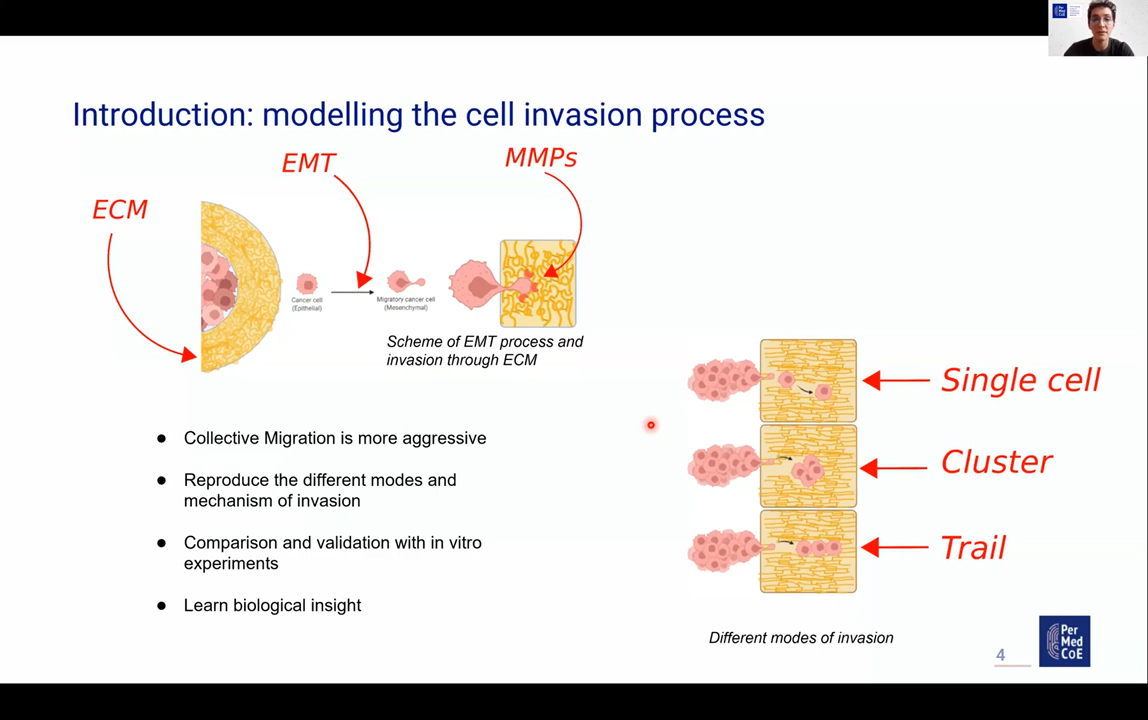 Per
Med
CoE
Introduction: modelling the cell invasion process
EMT
MMPs
ECM
Cancer cell
(Epithelial)
Migratory cancer cell
(Mesenchymal)
Scheme of EMT process and
invasion through ECM
● Collective Migration is more aggressive
● Reproduce the different modes and
mechanism of invasion
● Comparison and validation with in vitro
experiments
● Learn biological insight
Single cell
Cluster
Trail
Different modes of invasion
4
Per
Med
CoE